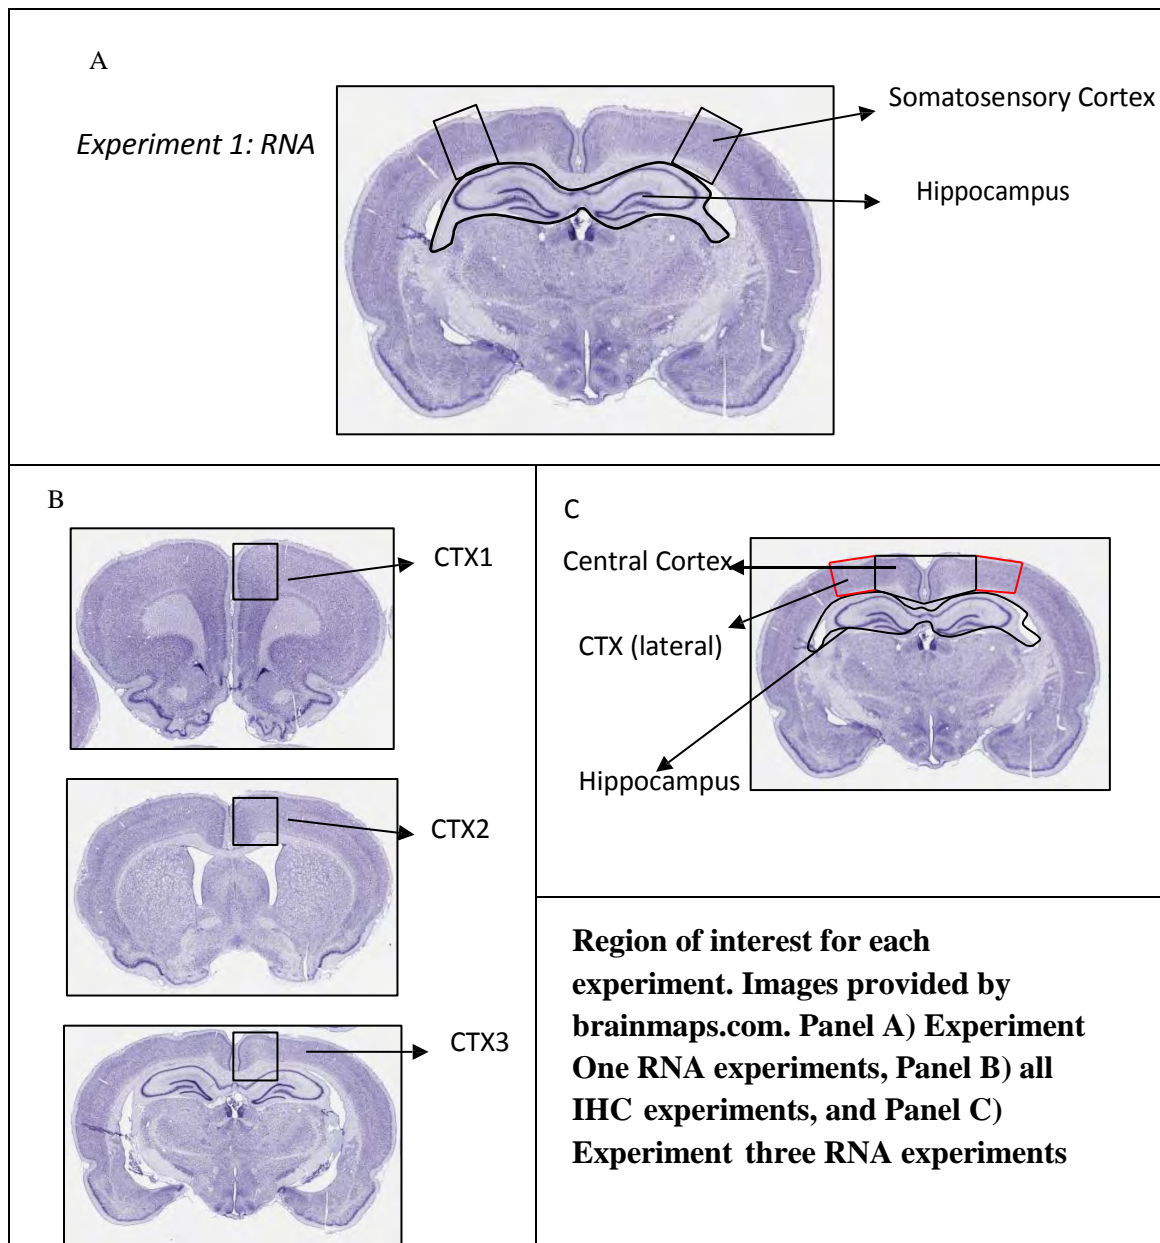 A
Experiment 1: RNA
Somatosensory Cortex
Hippocampus
B
CTX1
CTX2
CTX3
C
Central Cortex
CTX (lateral)
Hippocampus
Region of interest for each
experiment. Images provided by
brainmaps.com. Panel A) Experiment
One RNA experiments, Panel B) all
IHC experiments, and Panel C)
Experiment three RNA experiments